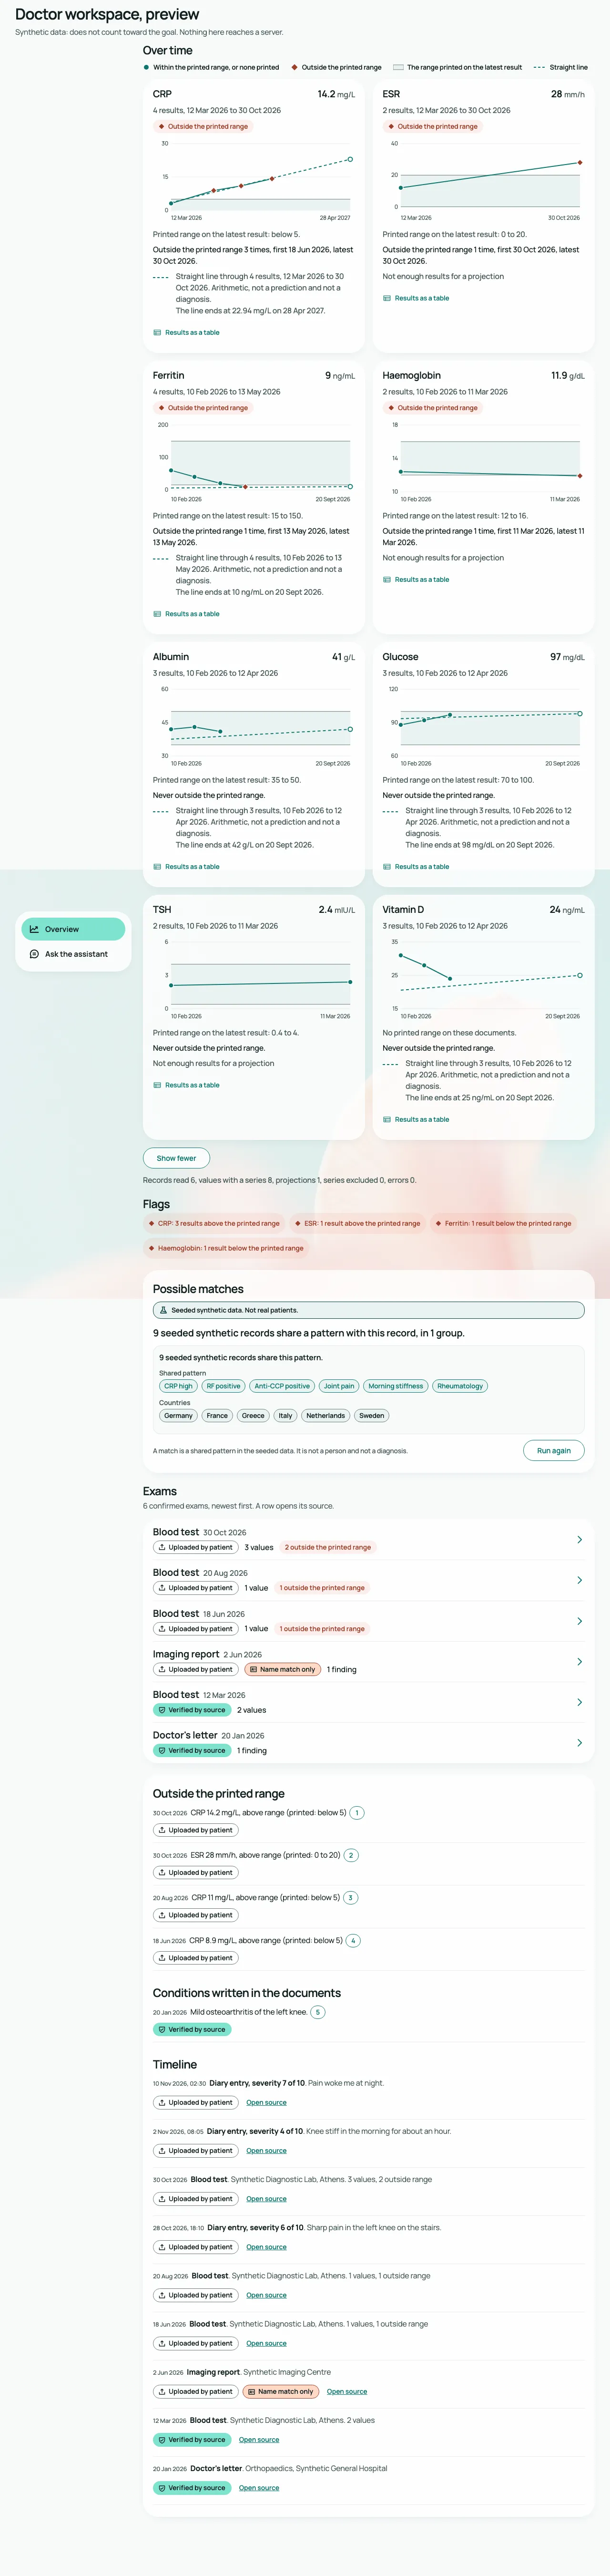 Doctor workspace, preview
Synthetic data: does not count toward the goal. Nothing here reaches a server.
Over time
Within the printed range, or none printed
Outside the printed range
The range printed on the latest result
Straight line
CRP
14.2 mg/L
4 results, 12 Mar 2026 to 30 Oct 2026
Outside the printed range
30
15
0
12 Mar 2026
28 Apr 2027
Printed range on the latest result: below 5.
Outside the printed range 3 times, first 18 Jun 2026, latest
30 Oct 2026.
Straight line through 4 results, 12 Mar 2026 to 30
Oct 2026. Arithmetic, not a prediction and not a
diagnosis.
The line ends at 22.94 mg/L on 28 Apr 2027.
Results as a table
ESR
28 mm/h
2 results, 12 Mar 2026 to 30 Oct 2026
Outside the printed range
40
20
0
12 Mar 2026
30 Oct 2026
Printed range on the latest result: 0 to 20.
Outside the printed range 1 time, first 30 Oct 2026, latest
30 Oct 2026.
Not enough results for a projection
Results as a table
Ferritin
9 ng/mL
4 results, 10 Feb 2026 to 13 May 2026
Outside the printed range
200
100
0
10 Feb 2026
20 Sept 2026
Printed range on the latest result: 15 to 150.
Outside the printed range 1 time, first 13 May 2026, latest
13 May 2026.
Straight line through 4 results, 10 Feb 2026 to 13
May 2026. Arithmetic, not a prediction and not a
diagnosis.
The line ends at 10 ng/mL on 20 Sept 2026.
Results as a table
Haemoglobin
11.9 g/dL
2 results, 10 Feb 2026 to 11 Mar 2026
Outside the printed range
18
14
10
10 Feb 2026
11 Mar 2026
Printed range on the latest result: 12 to 16.
Outside the printed range 1 time, first 11 Mar 2026, latest 11
Mar 2026.
Not enough results for a projection
Results as a table
Albumin
41 g/L
3 results, 10 Feb 2026 to 12 Apr 2026
60
45
30
10 Feb 2026
20 Sept 2026
Printed range on the latest result: 35 to 50.
Never outside the printed range.
Straight line through 3 results, 10 Feb 2026 to 12
Apr 2026. Arithmetic, not a prediction and not a
diagnosis.
The line ends at 42 g/L on 20 Sept 2026.
Results as a table
Glucose
97 mg/dL
3 results, 10 Feb 2026 to 12 Apr 2026
120
90
60
10 Feb 2026
20 Sept 2026
Printed range on the latest result: 70 to 100.
Never outside the printed range.
Straight line through 3 results, 10 Feb 2026 to 12
Apr 2026. Arithmetic, not a prediction and not a
diagnosis.
The line ends at 98 mg/dL on 20 Sept 2026.
Results as a table
Overview
Ask the assistant
TSH
2.4 mIU/L
2 results, 10 Feb 2026 to 11 Mar 2026
6
3
0
10 Feb 2026
11 Mar 2026
Printed range on the latest result: 0.4 to 4.
Never outside the printed range.
Not enough results for a projection
Results as a table
Vitamin D
24 ng/mL
3 results, 10 Feb 2026 to 12 Apr 2026
35
25
15
10 Feb 2026
20 Sept 2026
No printed range on these documents.
Never outside the printed range.
Straight line through 3 results, 10 Feb 2026 to 12
Apr 2026. Arithmetic, not a prediction and not a
diagnosis.
The line ends at 25 ng/mL on 20 Sept 2026.
Results as a table
Show fewer
Records read 6, values with a series 8, projections 1, series excluded 0, errors 0.
Flags
CRP: 3 results above the printed range
ESR: 1 result above the printed range
Ferritin: 1 result below the printed range
Haemoglobin: 1 result below the printed range
Possible matches
Seeded synthetic data. Not real patients.
9 seeded synthetic records share a pattern with this record, in 1 group.
9 seeded synthetic records share this pattern.
Shared pattern
CRP high
RF positive
Anti-CCP positive
Joint pain
Morning stiffness
Rheumatology
Countries
Germany
France
Greece
Italy
Netherlands
Sweden
A match is a shared pattern in the seeded data. It is not a person and not a diagnosis.
Run again
Exams
6 confirmed exams, newest first. A row opens its source.
Blood test 30 Oct 2026
Uploaded by patient 3 values 2 outside the printed range
Blood test 20 Aug 2026
Uploaded by patient 1 value 1 outside the printed range
Blood test 18 Jun 2026
Uploaded by patient 1 value 1 outside the printed range
Imaging report 2 Jun 2026
Uploaded by patient Name match only 1 finding
Blood test 12 Mar 2026
Verified by source 2 values
Doctor's letter 20 Jan 2026
Verified by source 1 finding
Outside the printed range
30 Oct 2026 CRP 14.2 mg/L, above range (printed: below 5) 1
Uploaded by patient
30 Oct 2026 ESR 28 mm/h, above range (printed: 0 to 20) 2
Uploaded by patient
20 Aug 2026 CRP 11 mg/L, above range (printed: below 5) 3
Uploaded by patient
18 Jun 2026 CRP 8.9 mg/L, above range (printed: below 5) 4
Uploaded by patient
Conditions written in the documents
20 Jan 2026 Mild osteoarthritis of the left knee. 5
Verified by source
Timeline
10 Nov 2026, 02:30 Diary entry, severity 7 of 10. Pain woke me at night.
Uploaded by patient Open source
2 Nov 2026, 08:05 Diary entry, severity 4 of 10. Knee stiff in the morning for about an hour.
Uploaded by patient Open source
30 Oct 2026 Blood test. Synthetic Diagnostic Lab, Athens. 3 values, 2 outside range
Uploaded by patient Open source
28 Oct 2026, 18:10 Diary entry, severity 6 of 10. Sharp pain in the left knee on the stairs.
Uploaded by patient Open source
20 Aug 2026 Blood test. Synthetic Diagnostic Lab, Athens. 1 values, 1 outside range
Uploaded by patient Open source
18 Jun 2026 Blood test. Synthetic Diagnostic Lab, Athens. 1 values, 1 outside range
Uploaded by patient Open source
2 Jun 2026 Imaging report. Synthetic Imaging Centre
Uploaded by patient Name match only Open source
12 Mar 2026 Blood test. Synthetic Diagnostic Lab, Athens. 2 values
Verified by source Open source
20 Jan 2026 Doctor's letter. Orthopaedics, Synthetic General Hospital
Verified by source Open source